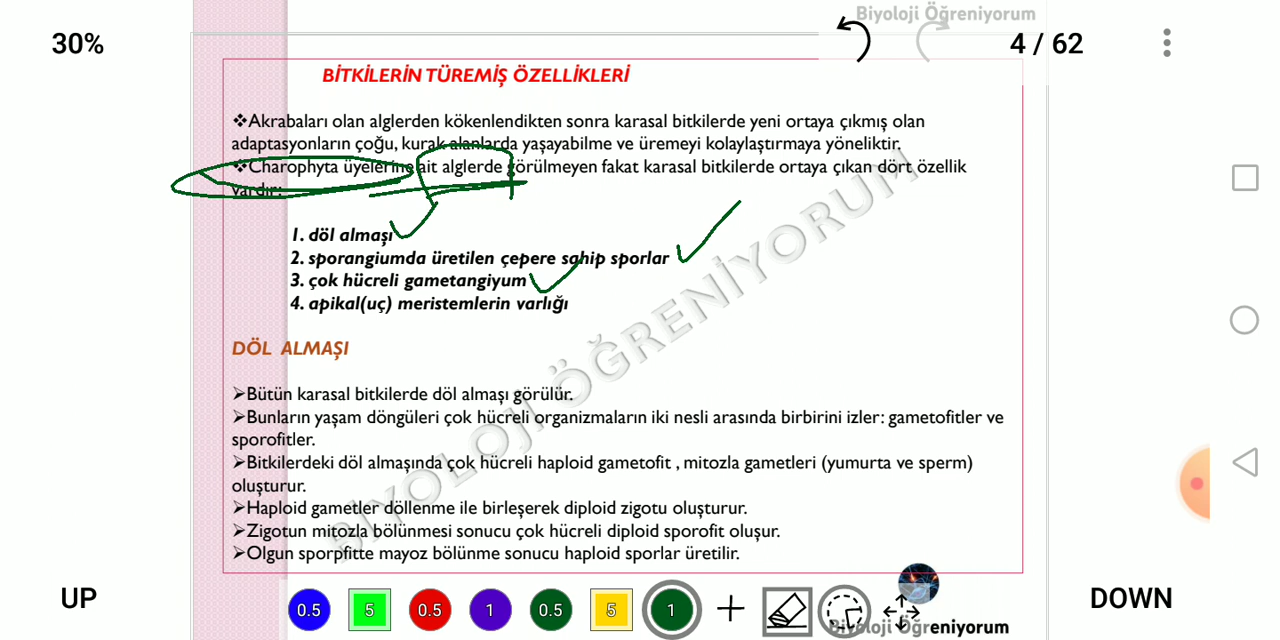 Biyoloji Öğreniyorum
30%
4 / 62
BİTKİLERİN TÜREMİŞ ÖZELLİKLERİ
❖Akrabaları olan alglerden kökenlendikten sonra karasal bitkilerde yeni ortaya çıkmış olan
adaptasyonların çoğu, kurak alanlarda yaşayabilme ve üremeyi kolaylaştırmaya yöneliktir.
❖Charophyta üyelerine ait alglerde görülmeyen fakat karasal bitkilerde ortaya çıkan dört özellik
vardır:
1. döl almaşı
2. sporangiumda üretilen çepere sahip sporlar
3. çok hücreli gametangiyum
4. apikal(uç) meristemlerin varlığı
DÖL ALMAŞI
➢Bütün karasal bitkilerde döl almaşı görülür.
➢Bunların yaşam döngüleri çok hücreli organizmaların iki nesli arasında birbirini izler: gametofitler ve
sporofitler.
➢Bitkilerdeki döl almaşında çok hücreli haploid gametofit , mitozla gametleri (yumurta ve sperm)
oluşturur.
➢Haploid gametler döllenme ile birleşerek diploid zigotu oluşturur.
➢Zigotun mitozla bölünmesi sonucu çok hücreli diploid sporofit oluşur.
➢Olgun sporpfitte mayoz bölünme sonucu haploid sporlar üretilir.
BİYOLOJİ ÖĞRENİYORUM
UP
DOWN
0.5 5 0.5 1 0.5 5 1
Biyoloji Öğreniyorum